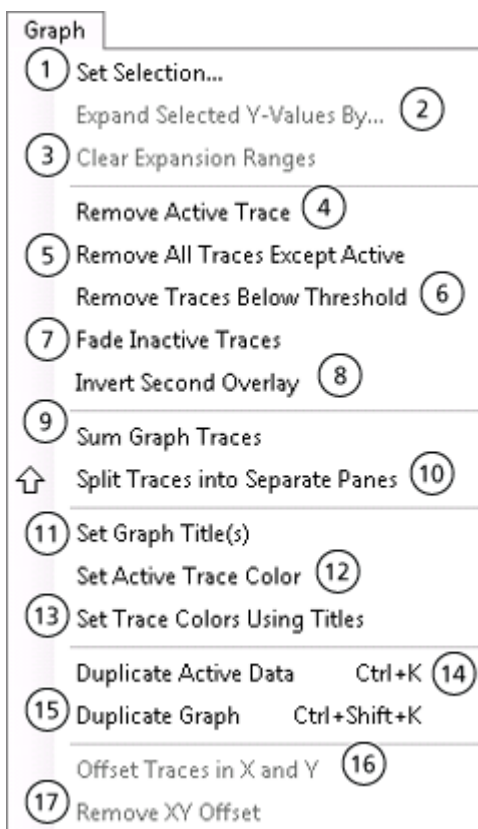 Graph
1 Set Selection...
Expand Selected Y-Values By... 2
3 Clear Expansion Ranges
Remove Active Trace 4
5 Remove All Traces Except Active
Remove Traces Below Threshold 6
7 Fade Inactive Traces
Invert Second Overlay 8
9 Sum Graph Traces
Split Traces into Separate Panes 10
11 Set Graph Title(s)
Set Active Trace Color 12
13 Set Trace Colors Using Titles
Duplicate Active Data Ctrl+K 14
15 Duplicate Graph Ctrl+Shift+K
Offset Traces in X and Y 16
17 Remove XY Offset